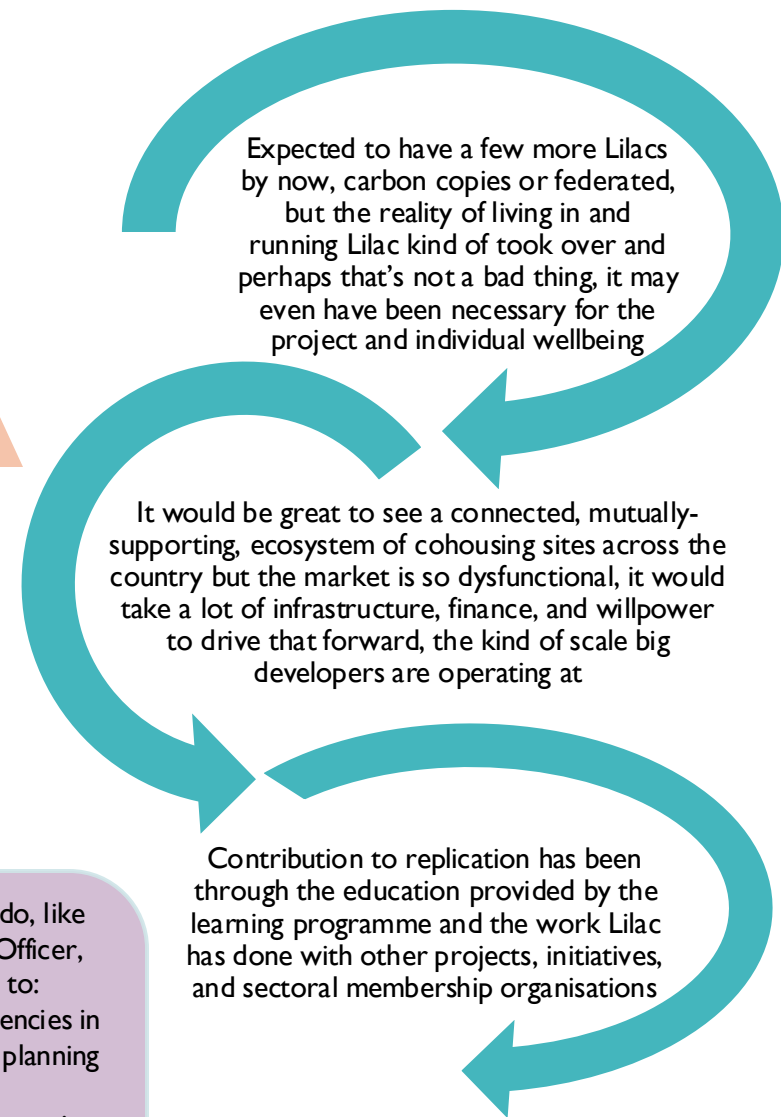 Expected to have a few more Lilacs
by now, carbon copies or federated,
but the reality of living in and
running Lilac kind of took over and
perhaps that's not a bad thing, it may
even have been necessary for the
project and individual wellbeing
It would be great to see a connected, mutually-
supporting, ecosystem of cohousing sites across the
country but the market is so dysfunctional, it would
take a lot of infrastructure, finance, and willpower
to drive that forward, the kind of scale big
developers are operating at
Contribution to replication has been
through the education provided by the
learning programme and the work Lilac
has done with other projects, initiatives,
and sectoral membership organisations
do, like
Officer,
to:
encies in
planning